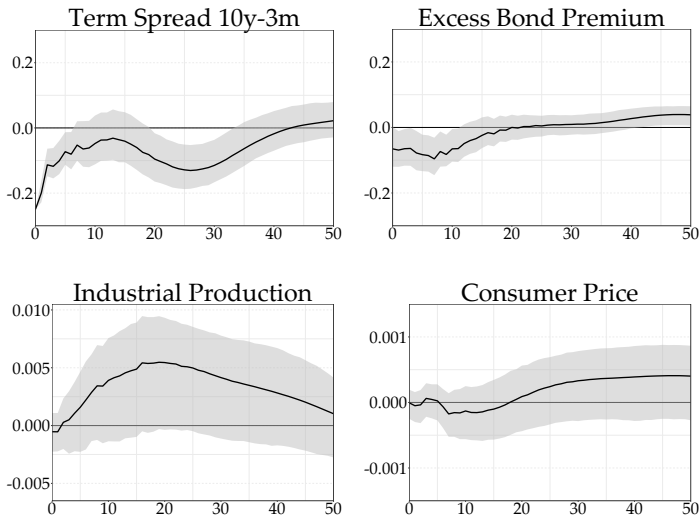 Term Spread 10y-3m
0.2
0.0
-0.2
0 10 20 30 40 50
Excess Bond Premium
0.2
0.0
-0.2
0 10 20 30 40 50
Industrial Production
0.010
0.005
0.000
-0.005
0 10 20 30 40 50
Consumer Price
0.001
0.000
-0.001
0 10 20 30 40 50